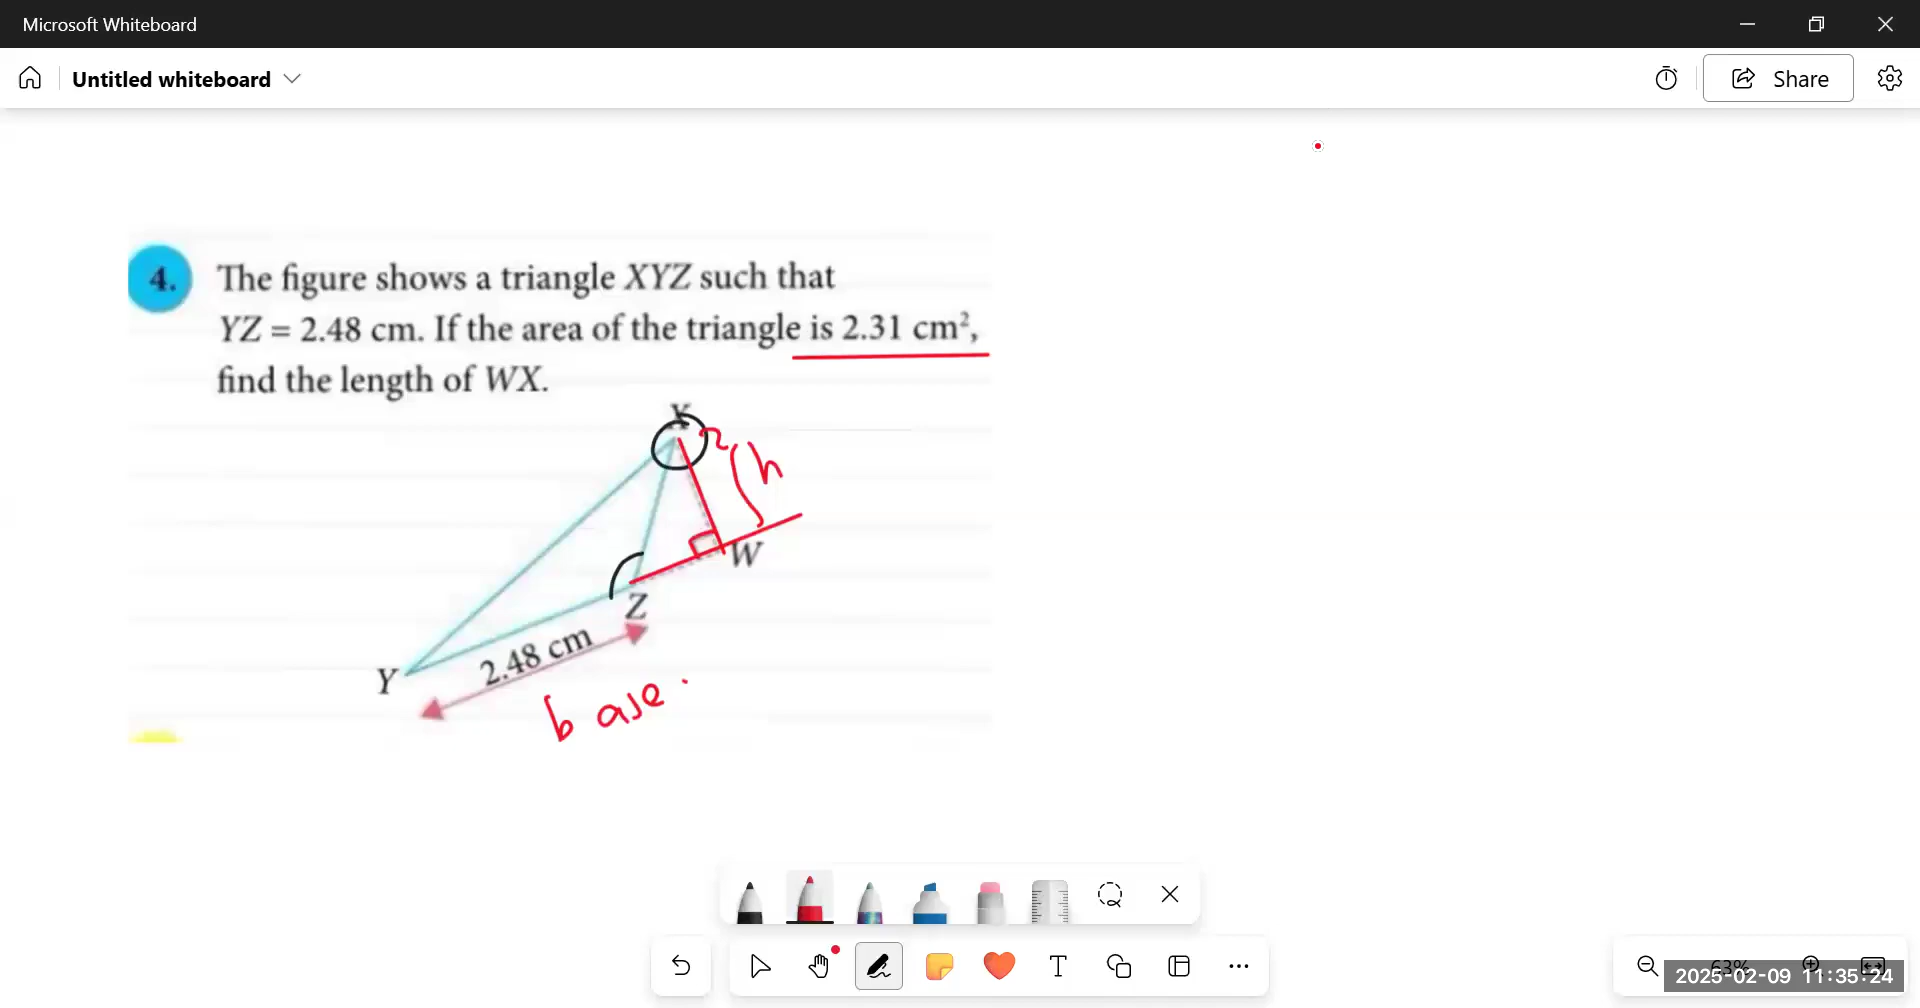 Microsoft Whiteboard
Untitled whiteboard
Share
4. The figure shows a triangle XYZ such that
YZ = 2.48 cm. If the area of the triangle is 2.31 cm²,
find the length of WX.
X
h
W
Z
2.48 cm
Y
base.
63%
2025-02-09 11:35:24